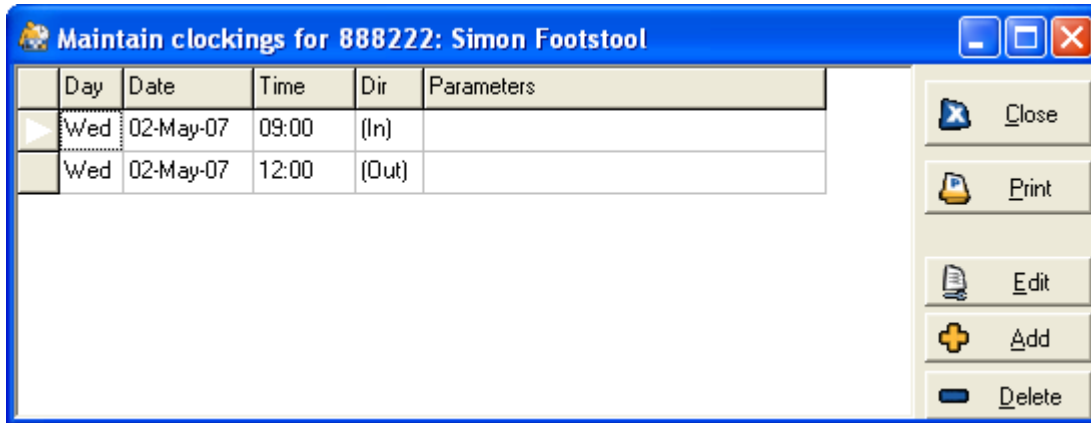 Maintain clockings for 888222: Simon Footstool
Day Date Time Dir Parameters
Wed 02-May-07 09:00 (In)
Wed 02-May-07 12:00 (Out)
Close
Print
Edit
Add
Delete